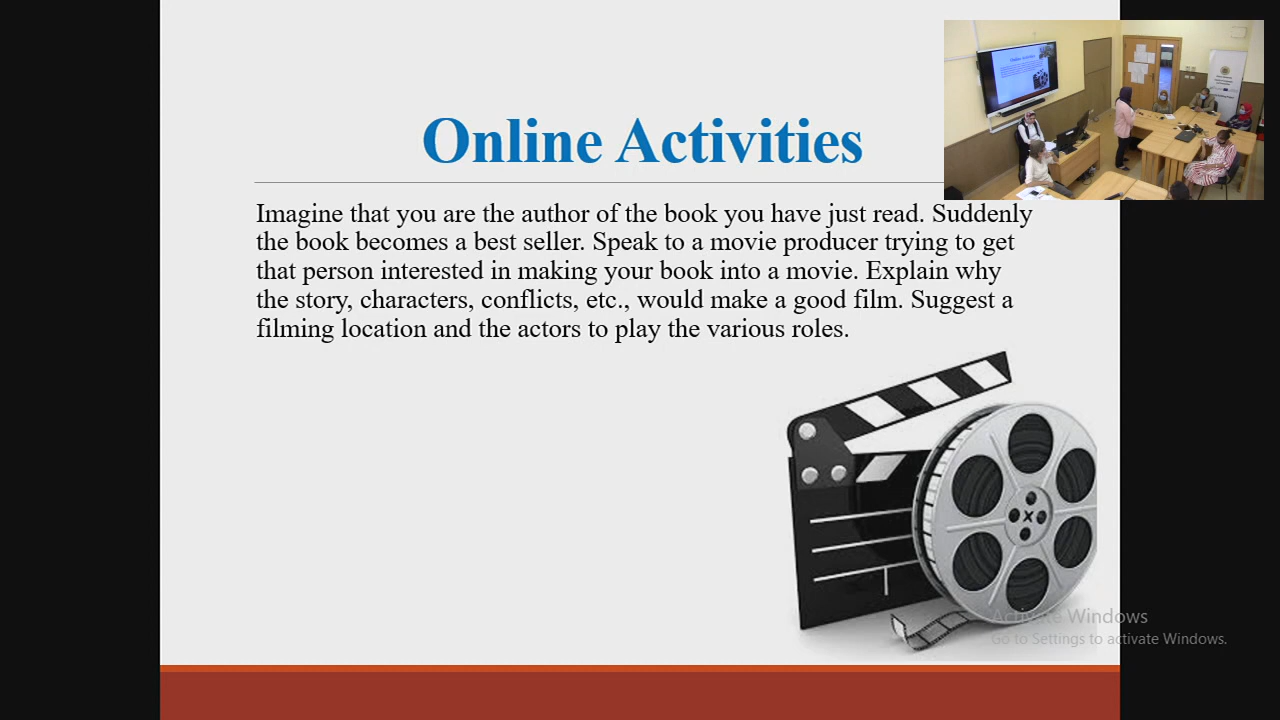 Online Activities
Imagine that you are the author of the book you have just read. Suddenly
the book becomes a best seller. Speak to a movie producer trying to get
that person interested in making your book into a movie. Explain why
the story, characters, conflicts, etc., would make a good film. Suggest a
filming location and the actors to play the various roles.
Activate Windows
Go to Settings to activate Windows.